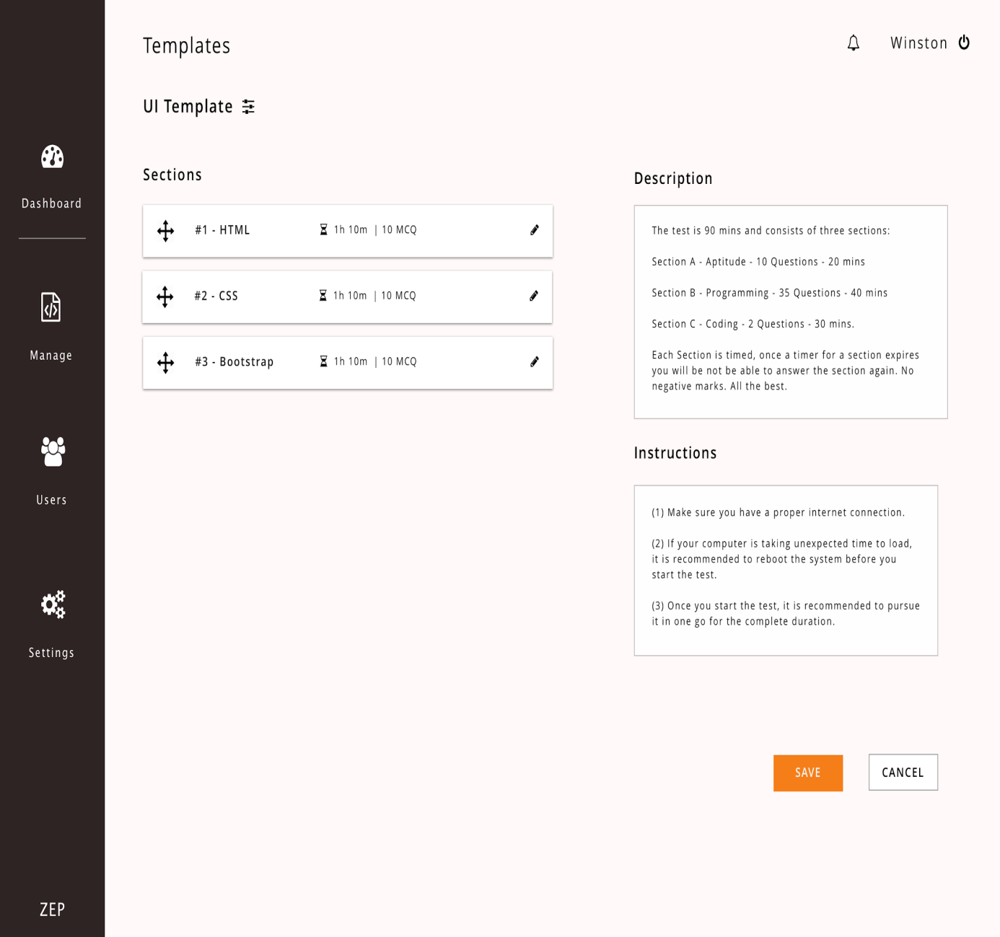 Templates
Winston
UI Template
Dashboard
Manage
Users
Settings
ZEP
Sections
#1 - HTML 1h 10m | 10 MCQ
#2 - CSS 1h 10m | 10 MCQ
#3 - Bootstrap 1h 10m | 10 MCQ
Description
The test is 90 mins and consists of three sections:
Section A - Aptitude - 10 Questions - 20 mins
Section B - Programming - 35 Questions - 40 mins
Section C - Coding - 2 Questions - 30 mins.
Each Section is timed, once a timer for a section expires
you will be not be able to answer the section again. No
negative marks. All the best.
Instructions
(1) Make sure you have a proper internet connection.
(2) If your computer is taking unexpected time to load,
it is recommended to reboot the system before you
start the test.
(3) Once you start the test, it is recommended to pursue
it in one go for the complete duration.
SAVE
CANCEL